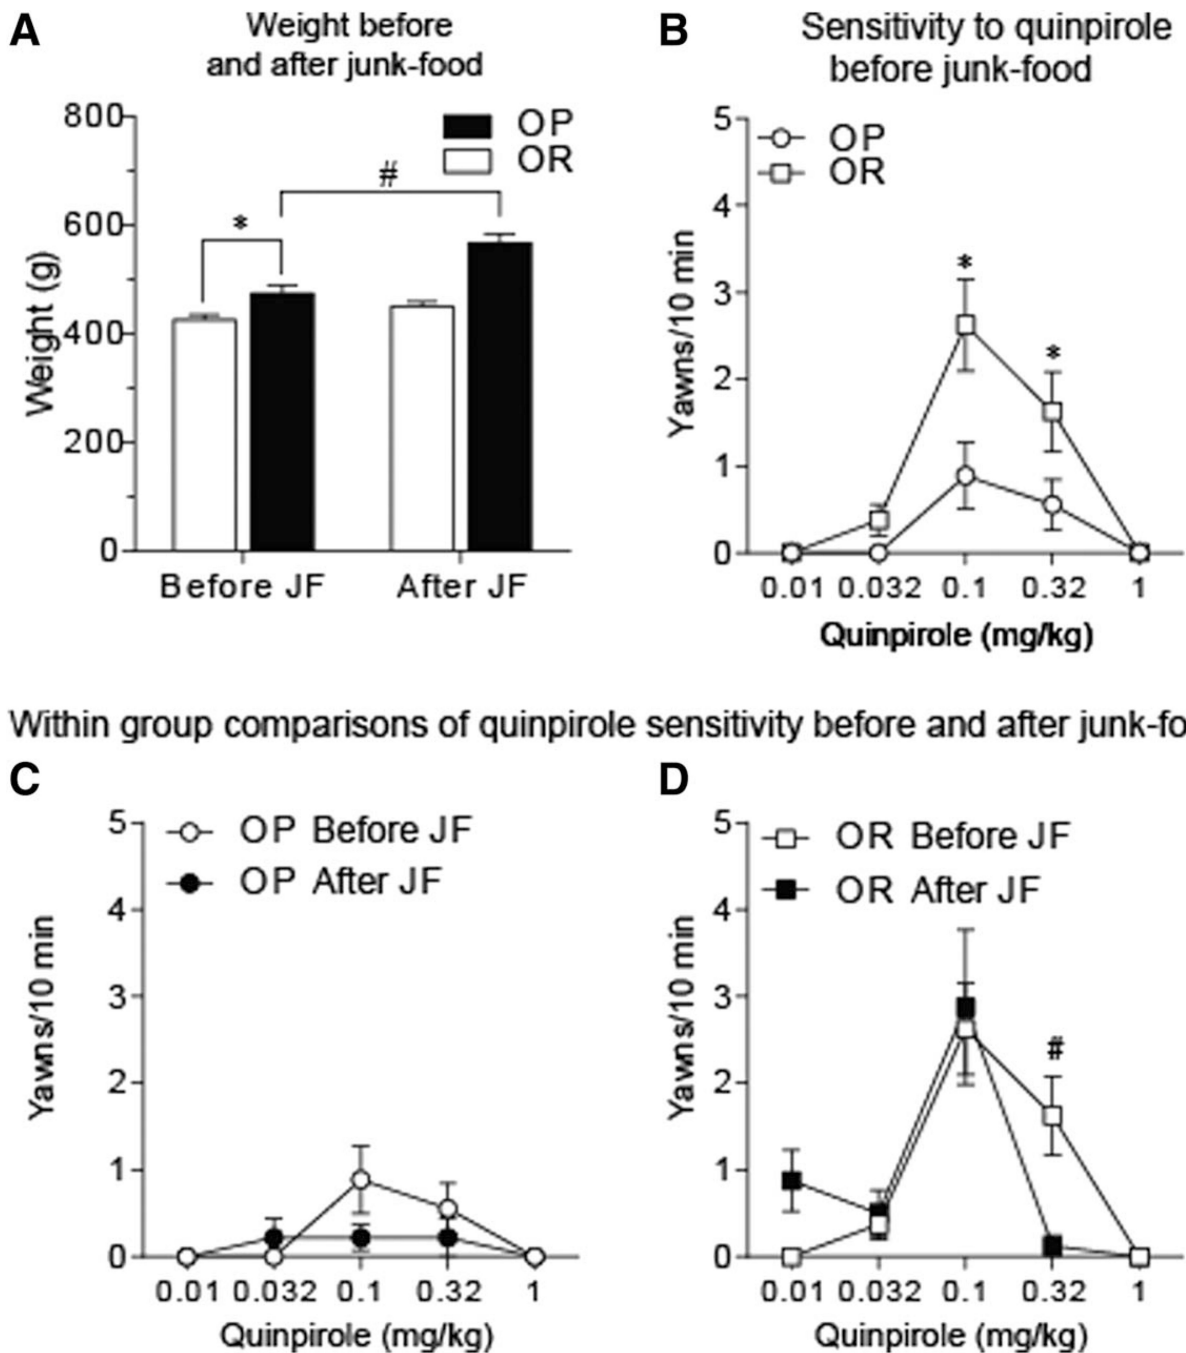 A
Weight before
and after junk-food
OP
OR
#
*
800
600
400
200
0
Weight (g)
Before JF
After JF
B
Sensitivity to quinpirole
before junk-food
OP
OR
5
4
3
2
1
0
Yawns/10 min
*
*
0.01 0.032 0.1 0.32 1
Quinpirole (mg/kg)
Within group comparisons of quinpirole sensitivity before and after junk-fo
C
OP Before JF
OP After JF
5
4
3
2
1
0
Yawns/10 min
0.01 0.032 0.1 0.32 1
Quinpirole (mg/kg)
D
OR Before JF
OR After JF
5
4
3
2
1
0
Yawns/10 min
#
0.01 0.032 0.1 0.32 1
Quinpirole (mg/kg)